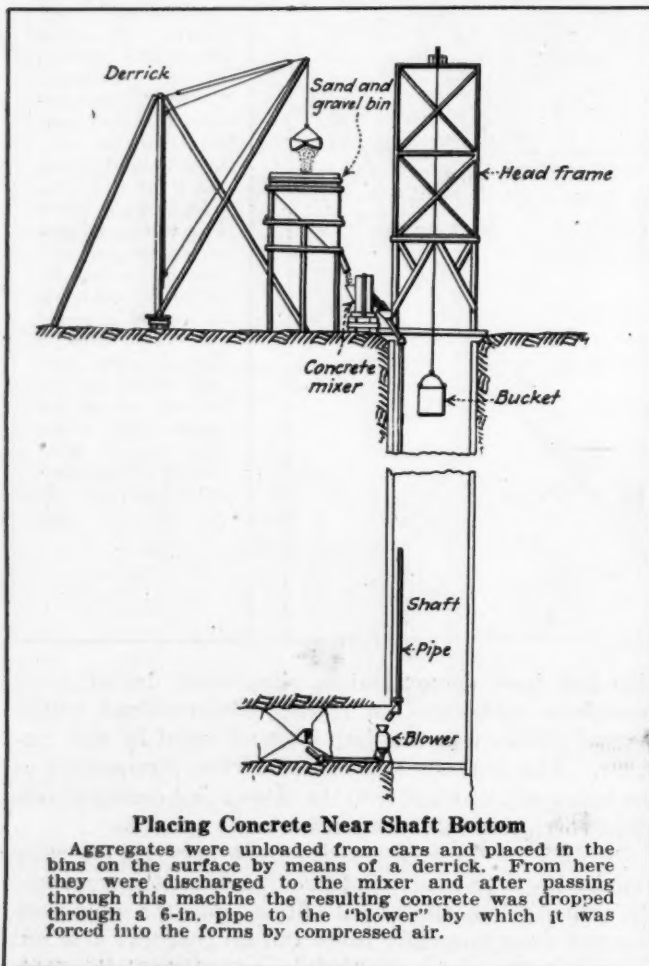 Derrick
Sand and
gravel bin
Head frame
Concrete
mixer
Bucket
Shaft
Pipe
Blower
Placing Concrete Near Shaft Bottom
Aggregates were unloaded from cars and placed in the
bins on the surface by means of a derrick. From here
they were discharged to the mixer and after passing
through this machine the resulting concrete was dropped
through a 6-in. pipe to the "blower" by which it was
forced into the forms by compressed air.